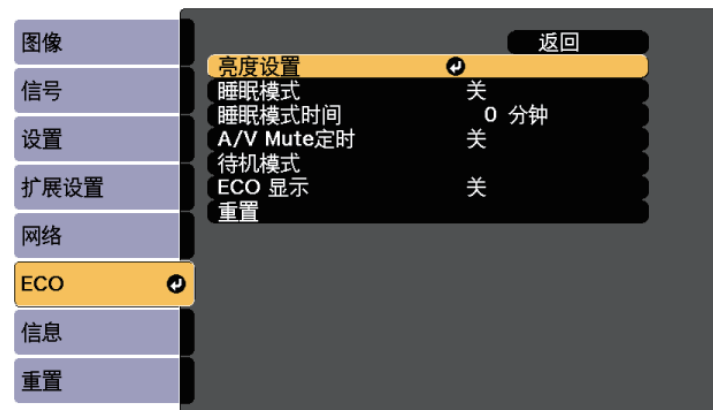 图像
信号
设置
扩展设置
网络
ECO
信息
重置
返回
亮度设置
睡眠模式 关
睡眠模式时间 0 分钟
A/V Mute定时 关
待机模式
ECO 显示 关
重置